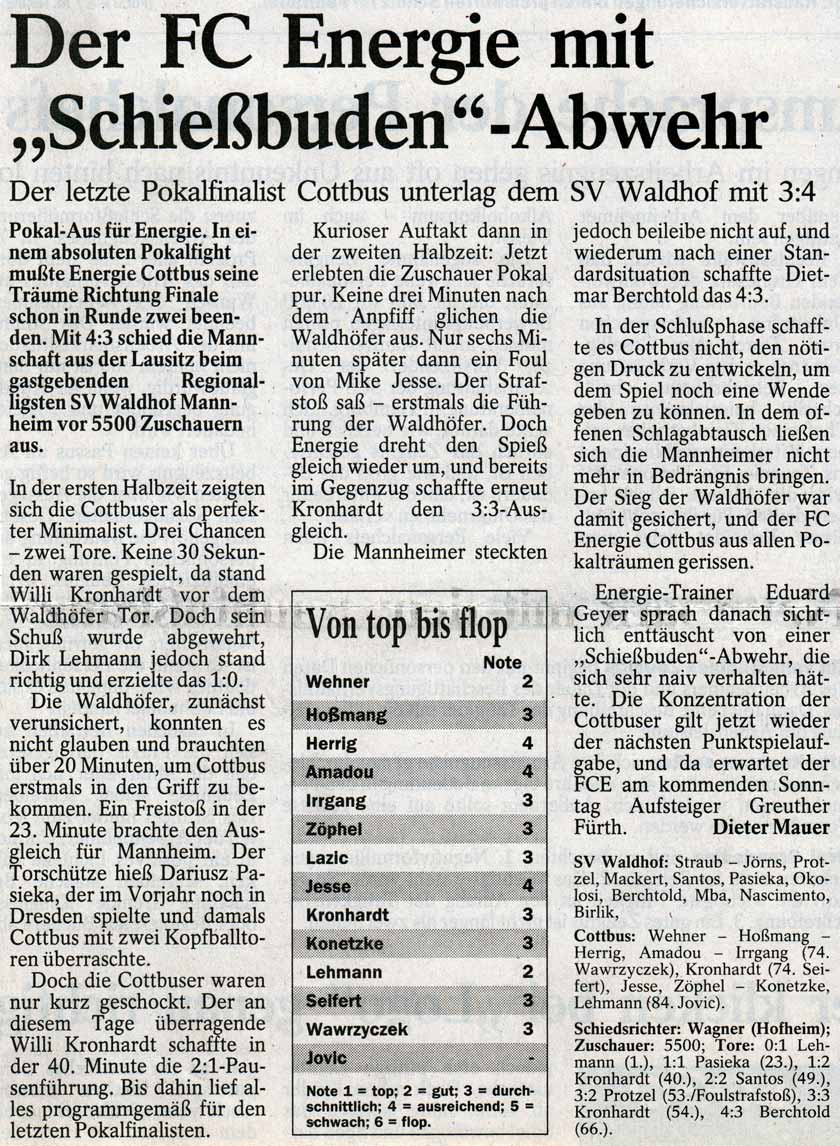 Der FC Energie mit
„Schießbuden“-Abwehr
Der letzte Pokalfinalist Cottbus unterlag dem SV Waldhof mit 3:4
Pokal-Aus für Energie. In ei-
nem absoluten Pokalfight
mußte Energie Cottbus seine
Träume Richtung Finale
schon in Runde zwei been-
den. Mit 4:3 schied die Mann-
schaft aus der Lausitz beim
gastgebenden Regional-
ligsten SV Waldhof Mann-
heim vor 5500 Zuschauern
aus.
In der ersten Halbzeit zeigten
sich die Cottbuser als perfek-
ter Minimalist. Drei Chancen
– zwei Tore. Keine 30 Sekun-
den waren gespielt, da stand
Willi Kronhardt vor dem
Waldhöfer Tor. Doch sein
Schuß wurde abgewehrt,
Dirk Lehmann jedoch stand
richtig und erzielte das 1:0.
Die Waldhöfer, zunächst
verunsichert, konnten es
nicht glauben und brauchten
über 20 Minuten, um Cottbus
erstmals in den Griff zu be-
kommen. Ein Freistoß in der
23. Minute brachte den Aus-
gleich für Mannheim. Der
Torschütze hieß Dariusz Pa-
sieka, der im Vorjahr noch in
Dresden spielte und damals
Cottbus mit zwei Kopfballto-
ren überraschte.
Doch die Cottbuser waren
nur kurz geschockt. Der an
diesem Tage überragende
Willi Kronhardt schaffte in
der 40. Minute die 2:1-Pau-
senführung. Bis dahin lief al-
les programmgemäß für den
letzten Pokalfinalisten.
Kurioser Auftakt dann in
der zweiten Halbzeit: Jetzt
erlebten die Zuschauer Pokal
pur. Keine drei Minuten nach
dem Anpfiff glichen die
Waldhöfer aus. Nur sechs Mi-
nuten später dann ein Foul
von Mike Jesse. Der Straf-
stoß saß – erstmals die Füh-
rung der Waldhöfer. Doch
Energie dreht den Spieß
gleich wieder um, und bereits
im Gegenzug schaffte erneut
Kronhardt den 3:3-Aus-
gleich.
Die Mannheimer steckten
jedoch beileibe nicht auf, und
wiederum nach einer Stan-
dardsituation schaffte Diet-
mar Berchtold das 4:3.
In der Schlußphase schaff-
te es Cottbus nicht, den nöti-
gen Druck zu entwickeln, um
dem Spiel noch eine Wende
geben zu können. In dem of-
fenen Schlagabtausch ließen
sich die Mannheimer nicht
mehr in Bedrängnis bringen.
Der Sieg der Waldhöfer war
damit gesichert, und der FC
Energie Cottbus aus allen Po-
kalträumen gerissen.
Energie-Trainer Eduard
Geyer sprach danach sicht-
lich enttäuscht von einer
„Schießbuden“-Abwehr, die
sich sehr naiv verhalten hät-
te. Die Konzentration der
Cottbuser gilt jetzt wieder
der nächsten Punktspielauf-
gabe, und da erwartet der
FCE am kommenden Sonn-
tag Aufsteiger Greuther
Fürth. Dieter Mauer
SV Waldhof: Straub – Jörns, Prot-
zel, Mackert, Santos, Pasieka, Oko-
losi, Berchtold, Mba, Nascimento,
Birlik,
Cottbus: Wehner – Hoßmang –
Herrig, Amadou – Irrgang (74.
Wawrzyczek), Kronhardt (74. Sei-
fert), Jesse, Zöphel – Konetzke,
Lehmann (84. Jovic).
Schiedsrichter: Wagner (Hofheim);
Zuschauer: 5500; Tore: 0:1 Leh-
mann (1.), 1:1 Pasieka (23.), 1:2
Kronhardt (40.), 2:2 Santos (49.),
3:2 Protzel (53./Foulstrafstoß), 3:3
Kronhardt (54.), 4:3 Berchtold
(66.).
Von top bis flop
Note
Wehner 2
Hoßmang 3
Herrig 4
Amadou 4
Irrgang 3
Zöphel 3
Lazic 3
Jesse 4
Kronhardt 3
Konetzke 3
Lehmann 2
Seifert 3
Wawrzyczek 3
Jovic -
Note 1 = top; 2 = gut; 3 = durch-
schnittlich; 4 = ausreichend; 5 =
schwach; 6 = flop.